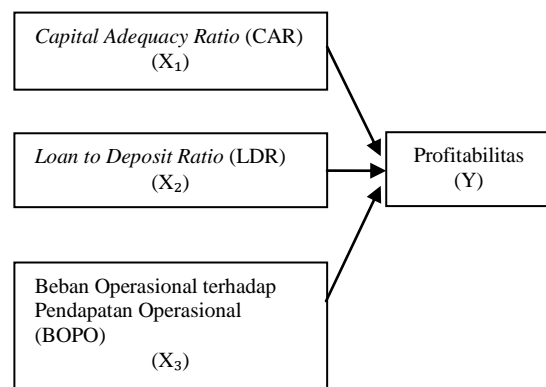 Capital Adequacy Ratio (CAR)
(X₁)
Loan to Deposit Ratio (LDR)
(X₂)
Profitabilitas
(Y)
Beban Operasional terhadap
Pendapatan Operasional
(BOPO)
(X₃)